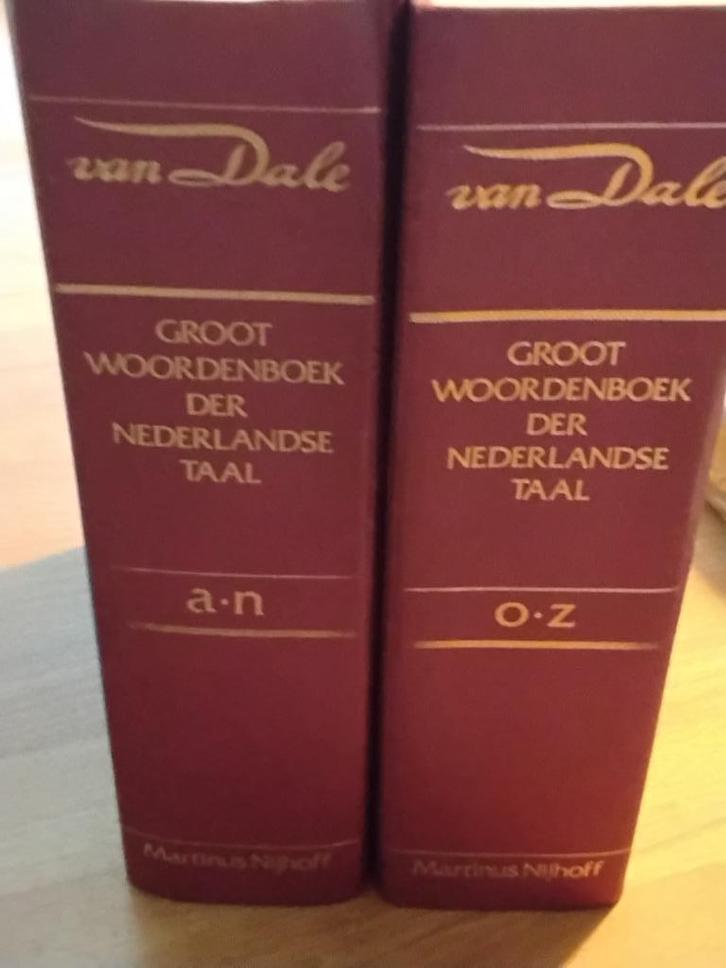 van Dale
GROOT
WOORDENBOEK
DER
NEDERLANDSE
TAAL
a·n
Martinus Nijhoff
van Dale
GROOT
WOORDENBOEK
DER
NEDERLANDSE
TAAL
o·z
Martinus Nijhoff